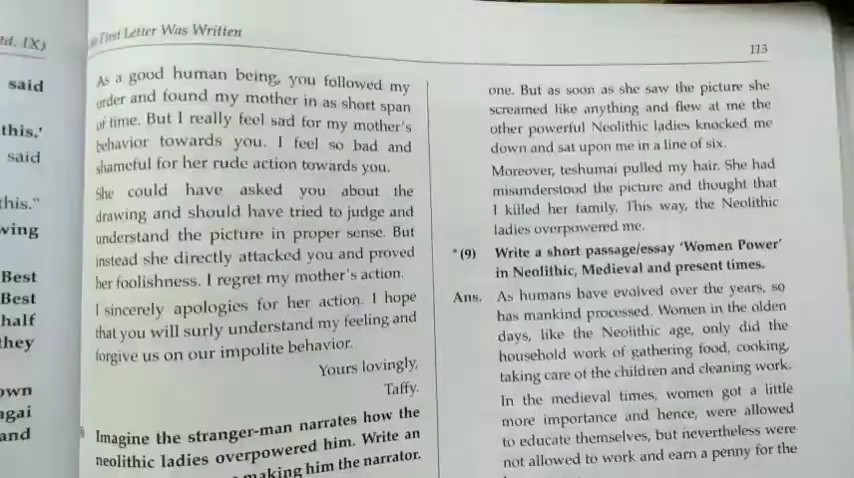 td. IX)
said
this,'
said
this."
wing
Best
Best
half
they
own
agai
and
First Letter Was Written
113
As a good human being, you followed my
order and found my mother in as short span
of time. But I really feel sad for my mother's
behavior towards you. I feel so bad and
shameful for her rude action towards you.
She could have asked you about the
drawing and should have tried to judge and
understand the picture in proper sense. But
instead she directly attacked you and proved
her foolishness. I regret my mother's action.
I sincerely apologies for her action. I hope
that you will surly understand my feeling and
forgive us on our impolite behavior.
Yours lovingly,
Taffy.
Imagine the stranger-man narrates how the
neolithic ladies overpowered him. Write an
making him the narrator.
one. But as soon as she saw the picture she
screamed like anything and flew at me the
other powerful Neolithic ladies knocked me
down and sat upon me in a line of six.
Moreover, teshumai pulled my hair. She had
misunderstood the picture and thought that
I killed her family. This way, the Neolithic
ladies overpowered me.
*(9) Write a short passage/essay 'Women Power'
in Neolithic, Medieval and present times.
Ans. As humans have evolved over the years, so
has mankind processed. Women in the olden
days, like the Neolithic age, only did the
household work of gathering food, cooking,
taking care of the children and cleaning work.
In the medieval times, women got a little
more importance and hence, were allowed
to educate themselves, but nevertheless were
not allowed to work and earn a penny for the